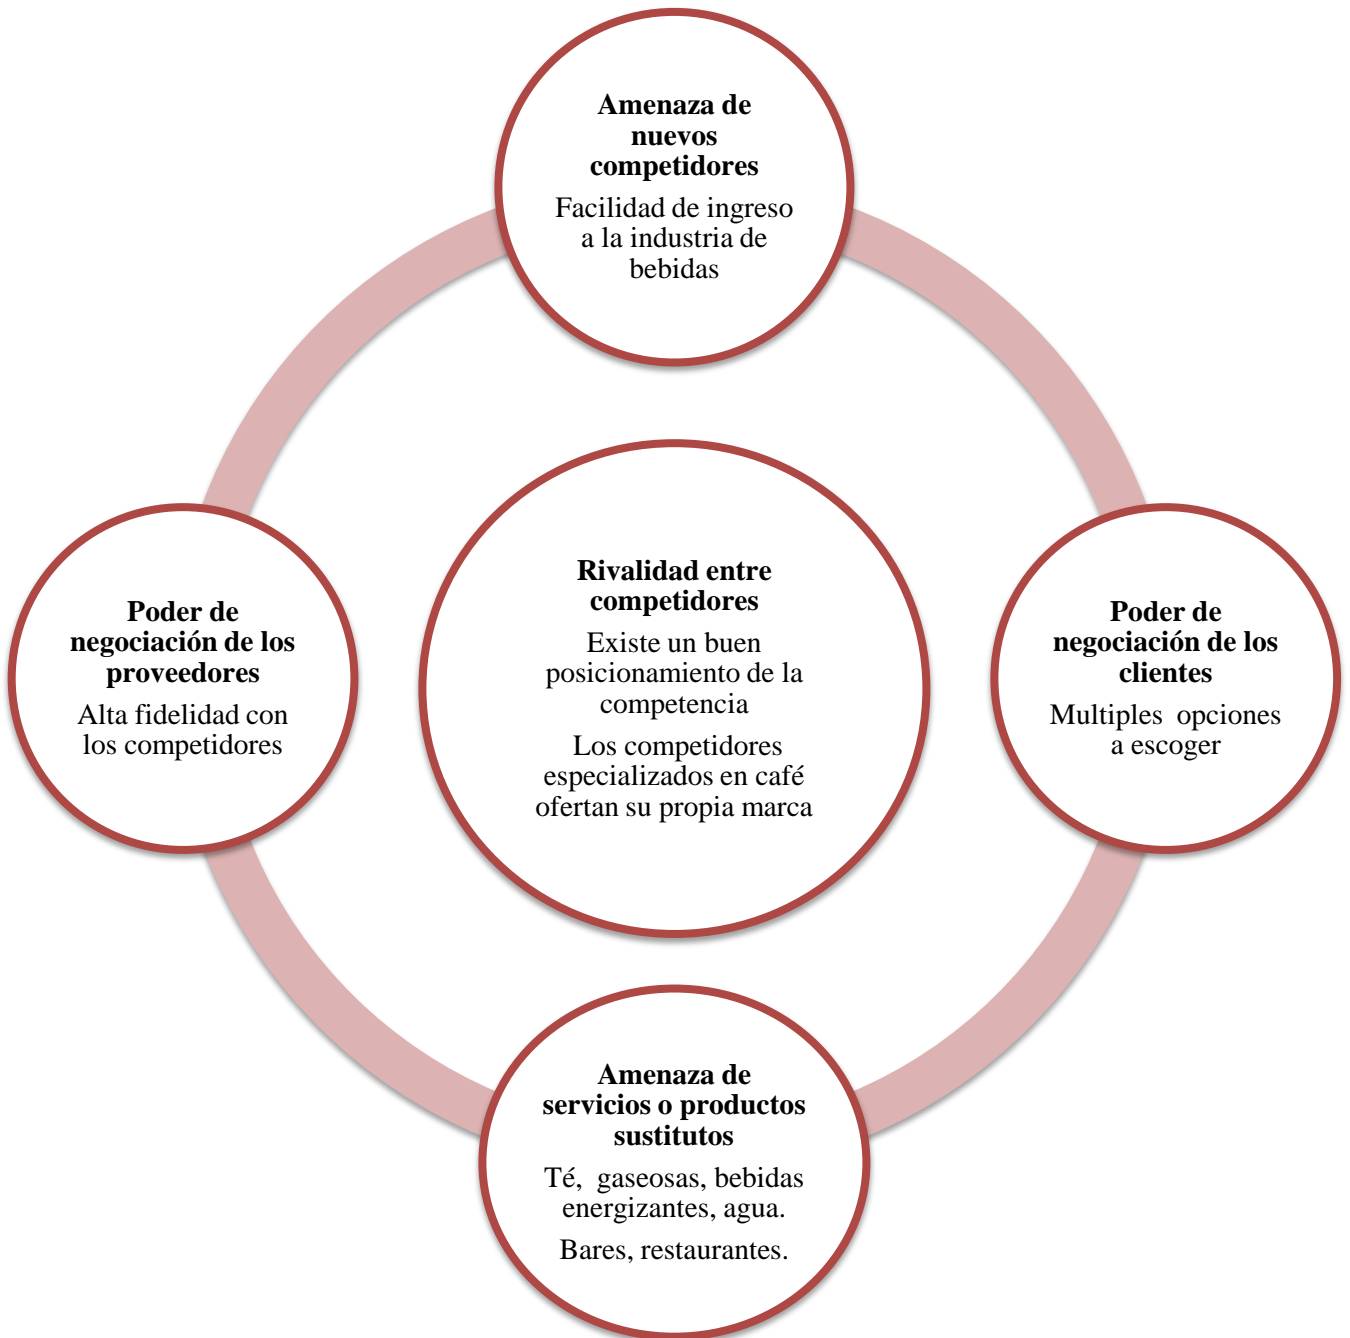 Amenaza de
nuevos
competidores
Facilidad de ingreso
a la industria de
bebidas
Poder de
negociación de los
proveedores
Alta fidelidad con
los competidores
Rivalidad entre
competidores
Existe un buen
posicionamiento de la
competencia
Los competidores
especializados en café
ofertan su propia marca
Poder de
negociación de los
clientes
Multiples  opciones
a escoger
Amenaza de
servicios o productos
sustitutos
Té,  gaseosas, bebidas
energizantes, agua.
Bares, restaurantes.